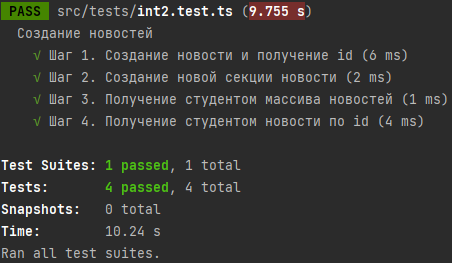 PASS src/tests/int2.test.ts (9.755 s)
Создание новостей
√ Шаг 1. Создание новости и получение id (6 ms)
√ Шаг 2. Создание новой секции новости (2 ms)
√ Шаг 3. Получение студентом массива новостей (1 ms)
√ Шаг 4. Получение студентом новости по id (4 ms)
Test Suites: 1 passed, 1 total
Tests: 4 passed, 4 total
Snapshots: 0 total
Time: 10.24 s
Ran all test suites.